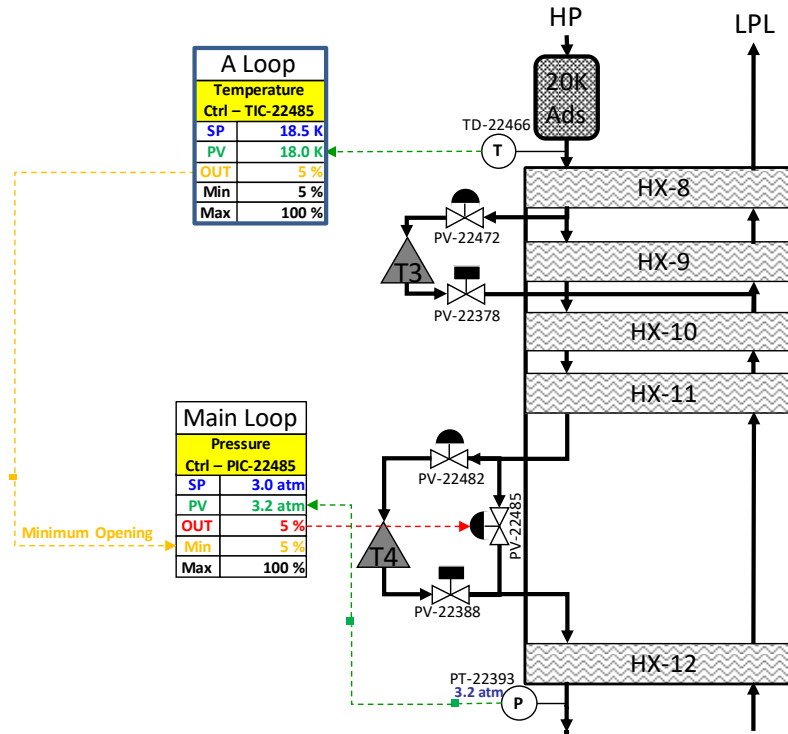 HP
LPL
A Loop
Temperature
Ctrl – TIC-22485
SP 18.5 K
PV 18.0 K
OUT 5 %
Min 5 %
Max 100 %
20K
Ads
TD-22466
T
HX-8
PV-22472
HX-9
T3
PV-22378
HX-10
HX-11
Main Loop
Pressure
Ctrl – PIC-22485
SP 3.0 atm
PV 3.2 atm
OUT 5 %
Min 5 %
Max 100 %
Minimum Opening
PV-22482
PV-22485
T4
PV-22388
HX-12
PT-22393
3.2 atm
P